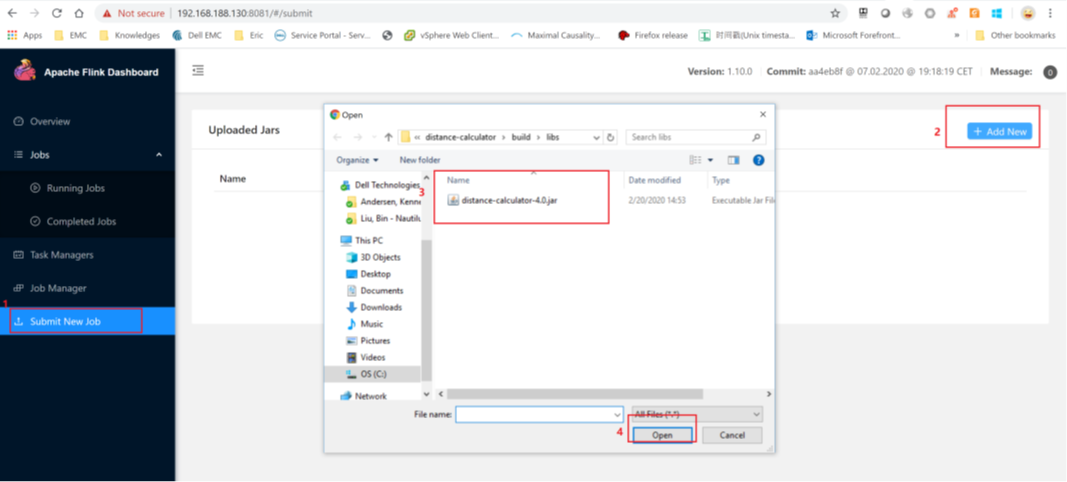 Not secure | 192.168.188.130:8081/#/submit
Apps EMC Knowledges Dell EMC Eric Service Portal - Serv... vSphere Web Client... Maximal Causality... Firefox release 时间戳(Unix timesta... Microsoft Forefront... » Other bookmarks
Apache Flink Dashboard
Version: 1.10.0 Commit: aa4eb8f @ 07.02.2020 @ 19:18:19 CET Message: 0
Overview
Jobs
Running Jobs
Completed Jobs
Task Managers
Job Manager
1
Submit New Job
Uploaded Jars
2
+ Add New
Name
Open
« distance-calculator › build › libs
Search libs
Organize
New folder
Dell Technologies
Andersen, Kenne
Liu, Bin - Nautilu
This PC
3D Objects
Desktop
Documents
Downloads
Music
Pictures
Videos
OS (C:)
Network
3
Name Date modified Type
distance-calculator-4.0.jar 2/20/2020 14:53 Executable Jar File
File name:
All Files (*.*)
4
Open
Cancel